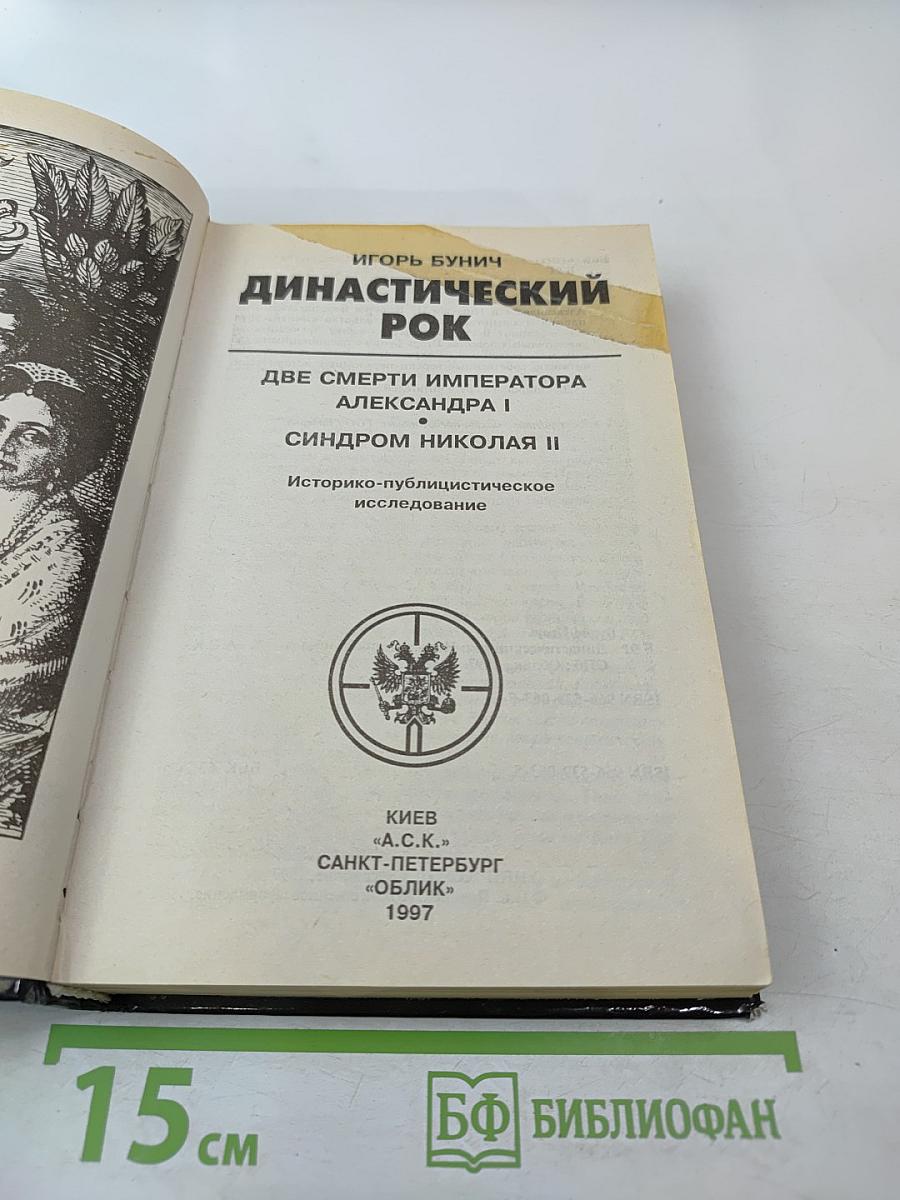 ИГОРЬ БУНИЧ
ДИНАСТИЧЕСКИЙ
РОК
ДВЕ СМЕРТИ ИМПЕРАТОРА
АЛЕКСАНДРА I
•
СИНДРОМ НИКОЛАЯ II
Историко-публицистическое
исследование
КИЕВ
«А.С.К.»
САНКТ-ПЕТЕРБУРГ
«ОБЛИК»
1997
15 см
БФ БИБЛИОФАН